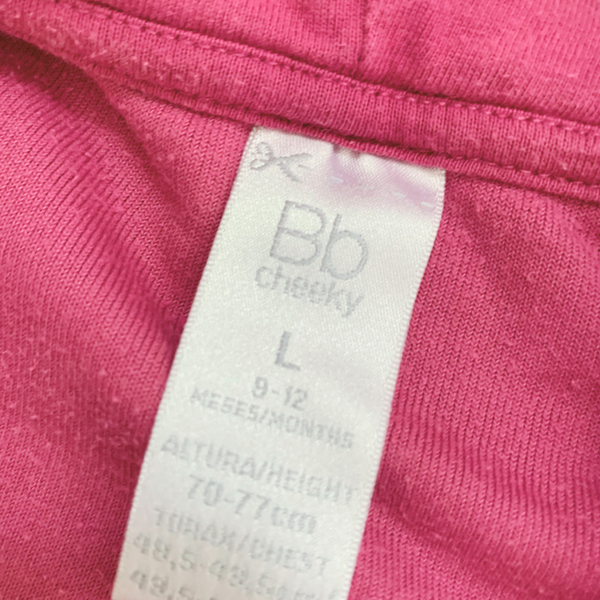 Bb
cheeky
L
9-12
MESES/MONTHS
ALTURA/HEIGHT
70-77cm
TORAX/CHEST